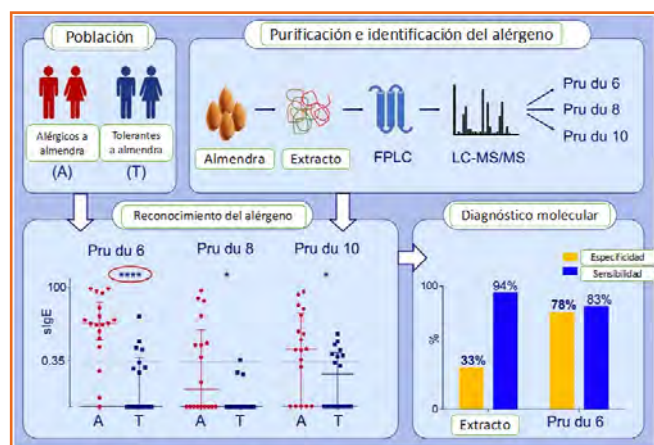 Población
Purificación e identificación del alérgeno
Alérgicos a
almendra
(A)
Tolerantes
a almendra
(T)
Almendra
Extracto
FPLC
LC-MS/MS
Pru du 6
Pru du 8
Pru du 10
Reconocimiento del alérgeno
Pru du 6
Pru du 8
Pru du 10
****
*
*
100
sIgE
0.35
A
T
A
T
A
T
Diagnóstico molecular
Especificidad
Sensibilidad
100
%
0
33%
94%
78%
83%
Extracto
Pru du 6